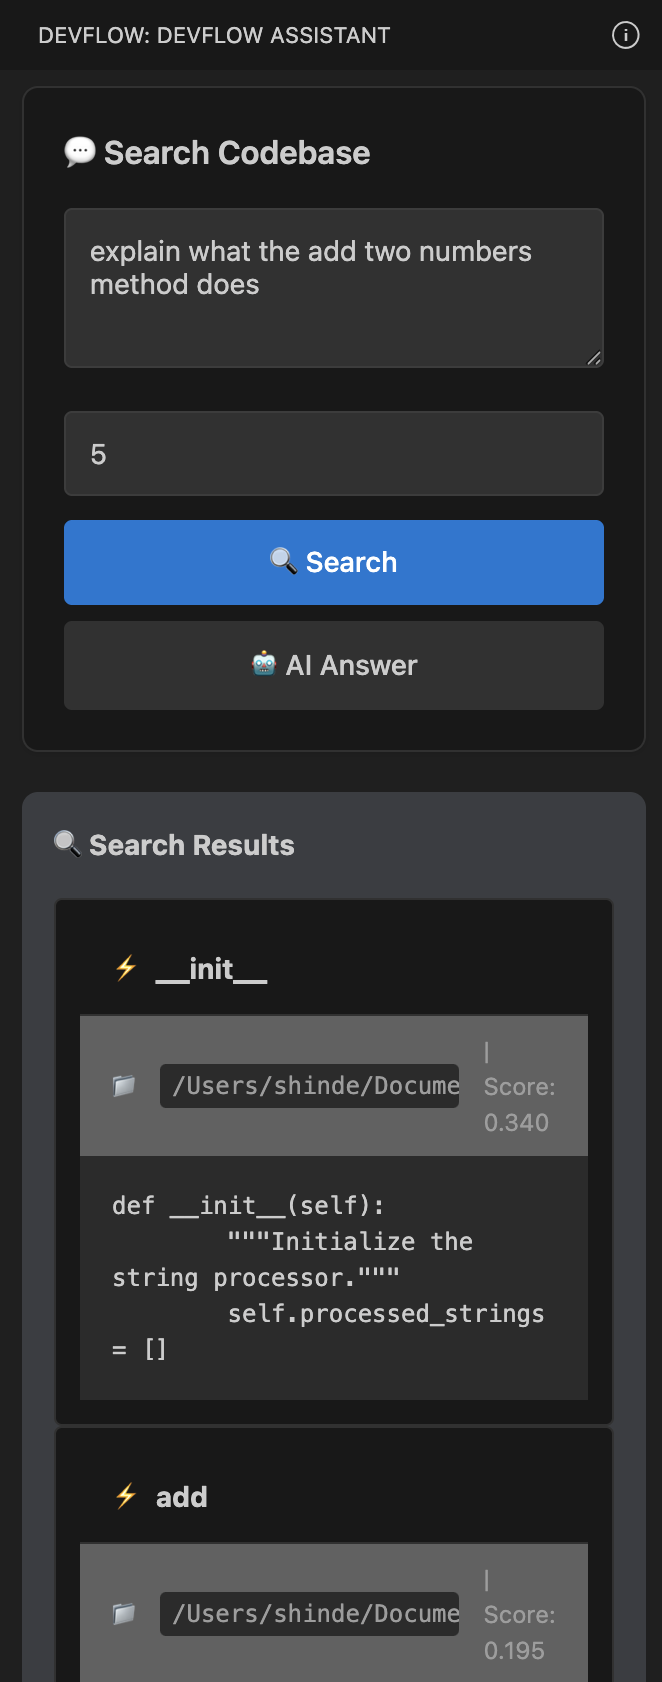 DEVFLOW: DEVFLOW ASSISTANT
💬 Search Codebase
explain what the add two numbers
method does
5
🔍 Search
🤖 AI Answer
🔍 Search Results
⚡ __init__
|
📁 /Users/shinde/Docume Score:
0.340
def __init__(self):
"""Initialize the
string processor."""
self.processed_strings
= []
⚡ add
|
📁 /Users/shinde/Docume Score:
0.195